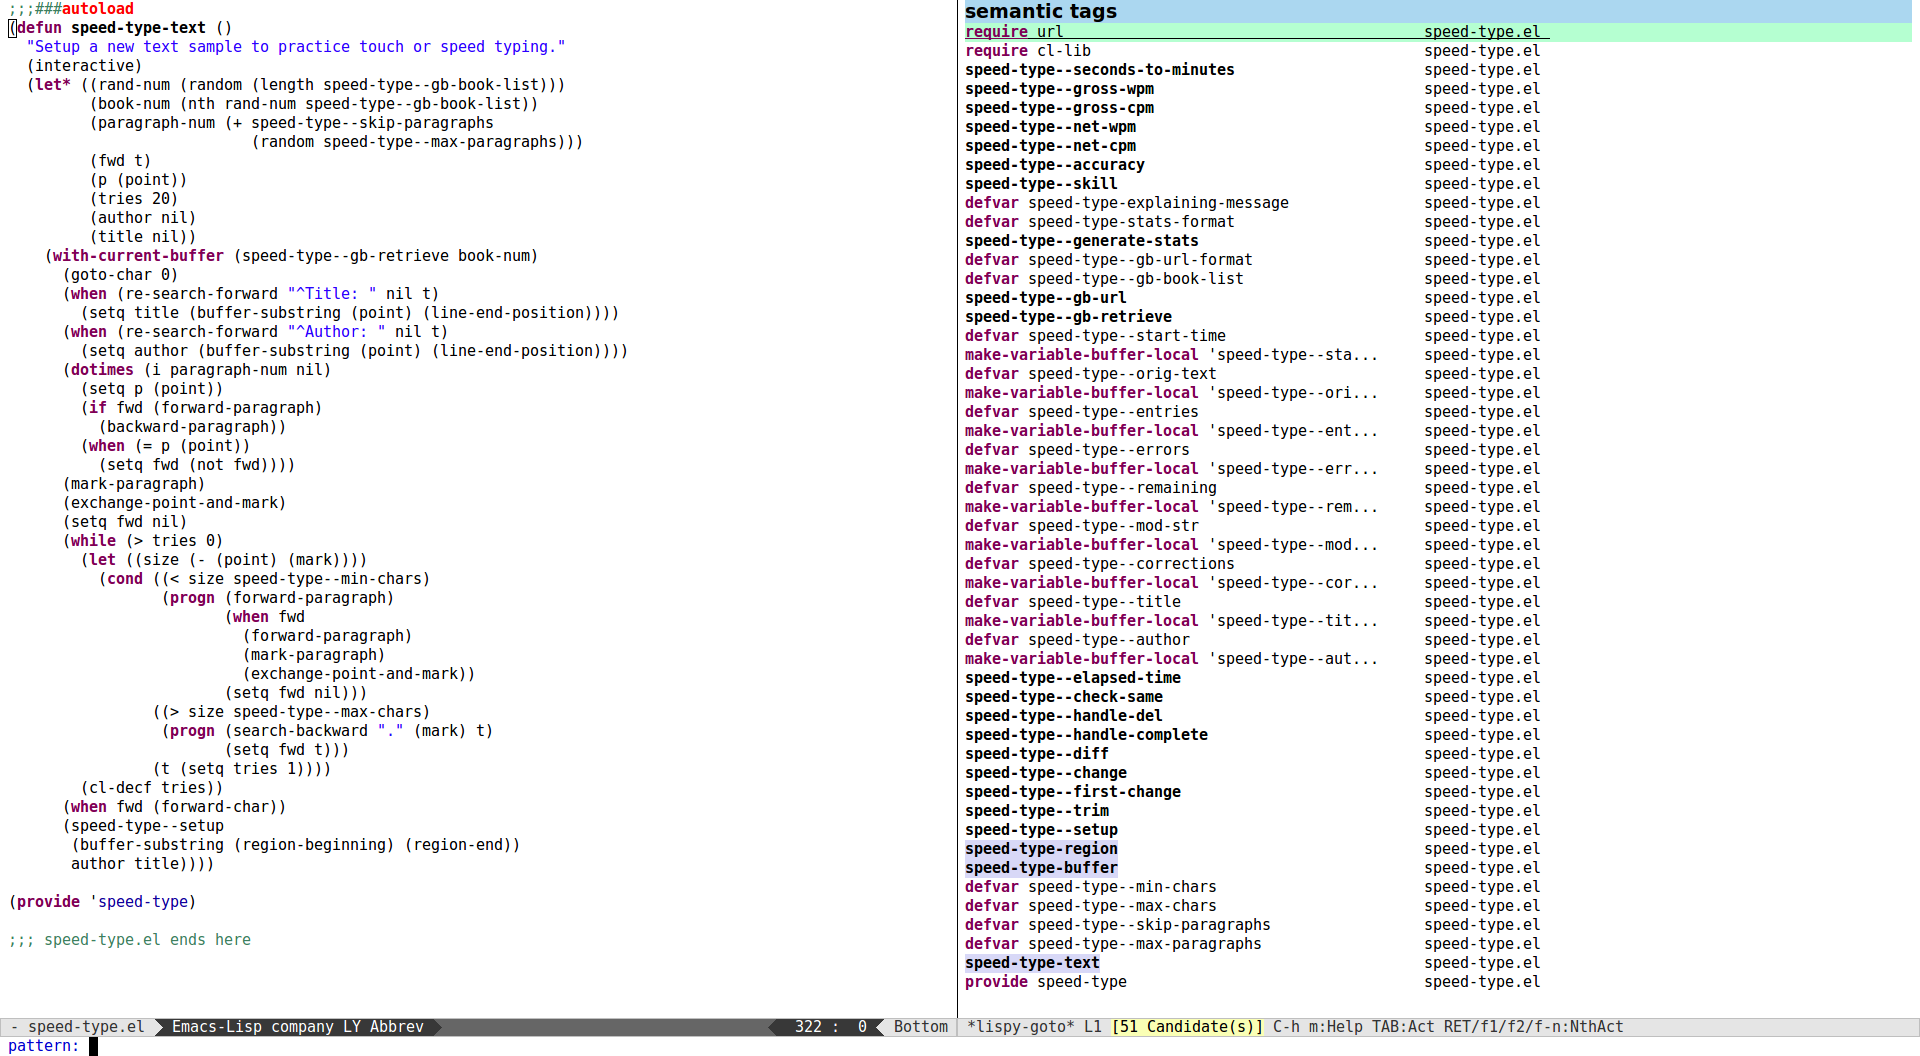 ;;;###autoload
(defun speed-type-text ()
  "Setup a new text sample to practice touch or speed typing."
  (interactive)
  (let* ((rand-num (random (length speed-type--gb-book-list)))
         (book-num (nth rand-num speed-type--gb-book-list))
         (paragraph-num (+ speed-type--skip-paragraphs
                           (random speed-type--max-paragraphs)))
         (fwd t)
         (p (point))
         (tries 20)
         (author nil)
         (title nil))
    (with-current-buffer (speed-type--gb-retrieve book-num)
      (goto-char 0)
      (when (re-search-forward "^Title: " nil t)
        (setq title (buffer-substring (point) (line-end-position))))
      (when (re-search-forward "^Author: " nil t)
        (setq author (buffer-substring (point) (line-end-position))))
      (dotimes (i paragraph-num nil)
        (setq p (point))
        (if fwd (forward-paragraph)
          (backward-paragraph))
        (when (= p (point))
          (setq fwd (not fwd))))
      (mark-paragraph)
      (exchange-point-and-mark)
      (setq fwd nil)
      (while (> tries 0)
        (let ((size (- (point) (mark))))
          (cond ((< size speed-type--min-chars)
                 (progn (forward-paragraph)
                        (when fwd
                          (forward-paragraph)
                          (mark-paragraph)
                          (exchange-point-and-mark))
                        (setq fwd nil)))
                ((> size speed-type--max-chars)
                 (progn (search-backward "." (mark) t)
                        (setq fwd t)))
                (t (setq tries 1))))
        (cl-decf tries))
      (when fwd (forward-char))
      (speed-type--setup
       (buffer-substring (region-beginning) (region-end))
       author title))))

(provide 'speed-type)

;;; speed-type.el ends here
- speed-type.el Emacs-Lisp company LY Abbrev 322 : 0 Bottom
semantic tags
require url speed-type.el
require cl-lib speed-type.el
speed-type--seconds-to-minutes speed-type.el
speed-type--gross-wpm speed-type.el
speed-type--gross-cpm speed-type.el
speed-type--net-wpm speed-type.el
speed-type--net-cpm speed-type.el
speed-type--accuracy speed-type.el
speed-type--skill speed-type.el
defvar speed-type-explaining-message speed-type.el
defvar speed-type-stats-format speed-type.el
speed-type--generate-stats speed-type.el
defvar speed-type--gb-url-format speed-type.el
defvar speed-type--gb-book-list speed-type.el
speed-type--gb-url speed-type.el
speed-type--gb-retrieve speed-type.el
defvar speed-type--start-time speed-type.el
make-variable-buffer-local 'speed-type--sta... speed-type.el
defvar speed-type--orig-text speed-type.el
make-variable-buffer-local 'speed-type--ori... speed-type.el
defvar speed-type--entries speed-type.el
make-variable-buffer-local 'speed-type--ent... speed-type.el
defvar speed-type--errors speed-type.el
make-variable-buffer-local 'speed-type--err... speed-type.el
defvar speed-type--remaining speed-type.el
make-variable-buffer-local 'speed-type--rem... speed-type.el
defvar speed-type--mod-str speed-type.el
make-variable-buffer-local 'speed-type--mod... speed-type.el
defvar speed-type--corrections speed-type.el
make-variable-buffer-local 'speed-type--cor... speed-type.el
defvar speed-type--title speed-type.el
make-variable-buffer-local 'speed-type--tit... speed-type.el
defvar speed-type--author speed-type.el
make-variable-buffer-local 'speed-type--aut... speed-type.el
speed-type--elapsed-time speed-type.el
speed-type--check-same speed-type.el
speed-type--handle-del speed-type.el
speed-type--handle-complete speed-type.el
speed-type--diff speed-type.el
speed-type--change speed-type.el
speed-type--first-change speed-type.el
speed-type--trim speed-type.el
speed-type--setup speed-type.el
speed-type-region speed-type.el
speed-type-buffer speed-type.el
defvar speed-type--min-chars speed-type.el
defvar speed-type--max-chars speed-type.el
defvar speed-type--skip-paragraphs speed-type.el
defvar speed-type--max-paragraphs speed-type.el
speed-type-text speed-type.el
provide speed-type speed-type.el
*lispy-goto* L1 [51 Candidate(s)] C-h m:Help TAB:Act RET/f1/f2/f-n:NthAct
pattern: